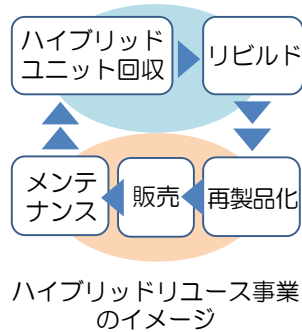 ハイブリッド
ユニット回収
リビルド
メンテ
ナンス
販売
再製品化
ハイブリッドリユース事業
のイメージ